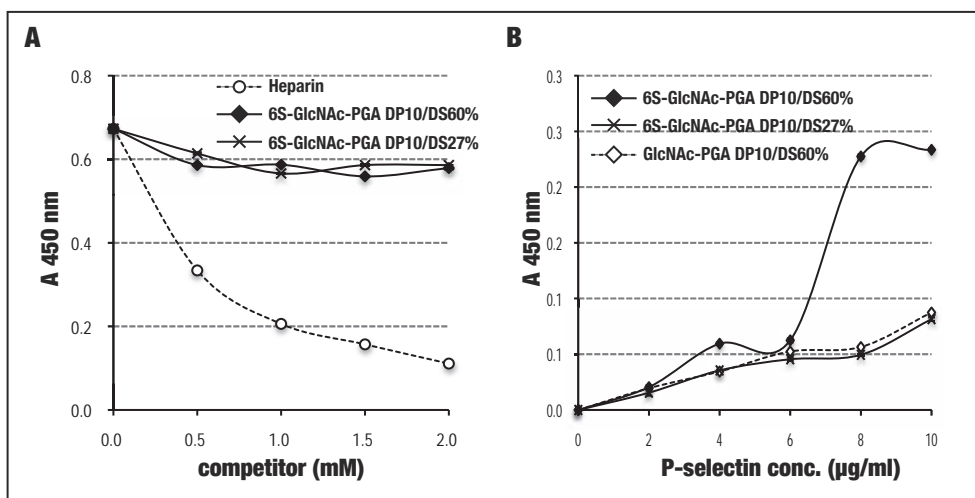 A
0.8
0.6
0.4
0.2
0.0
A 450 nm
Heparin
6S-GlcNAc-PGA DP10/DS60%
6S-GlcNAc-PGA DP10/DS27%
0.0 0.5 1.0 1.5 2.0
competitor (mM)
B
0.3
0.3
0.2
0.2
0.1
0.1
0.0
A 450 nm
6S-GlcNAc-PGA DP10/DS60%
6S-GlcNAc-PGA DP10/DS27%
GlcNAc-PGA DP10/DS60%
0 2 4 6 8 10
P-selectin conc. (µg/ml)